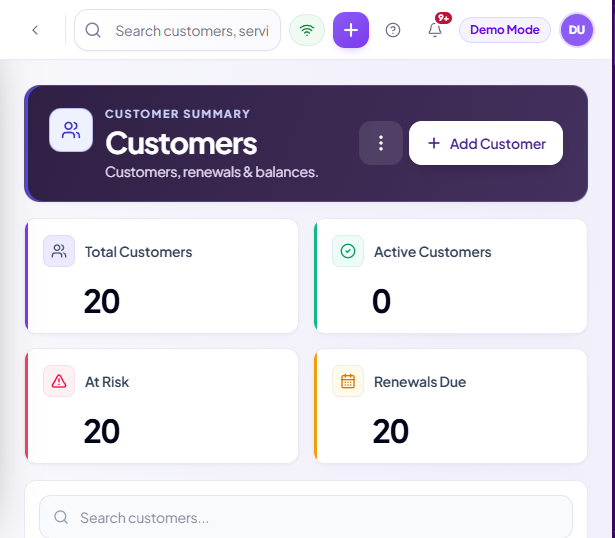 Search customers, servi
9+
Demo Mode
DU
CUSTOMER SUMMARY
Customers
Customers, renewals & balances.
Add Customer
Total Customers
20
Active Customers
0
At Risk
20
Renewals Due
20
Search customers...